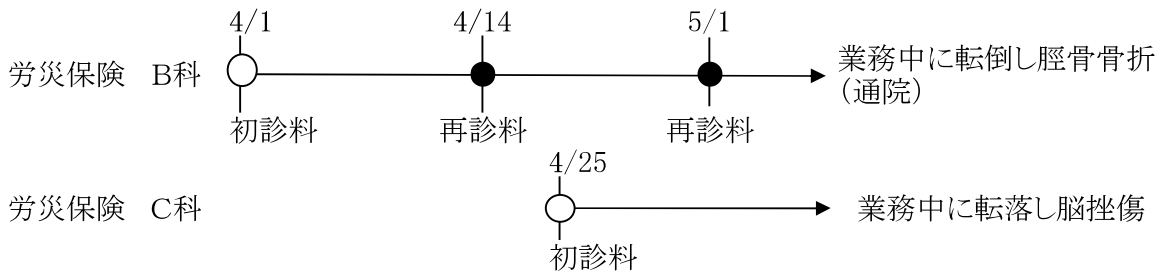 4/1 4/14 5/1
労災保険 B科
業務中に転倒し脛骨骨折
（通院）
初診料 再診料 再診料
4/25
労災保険 C科
業務中に転落し脳挫傷
初診料